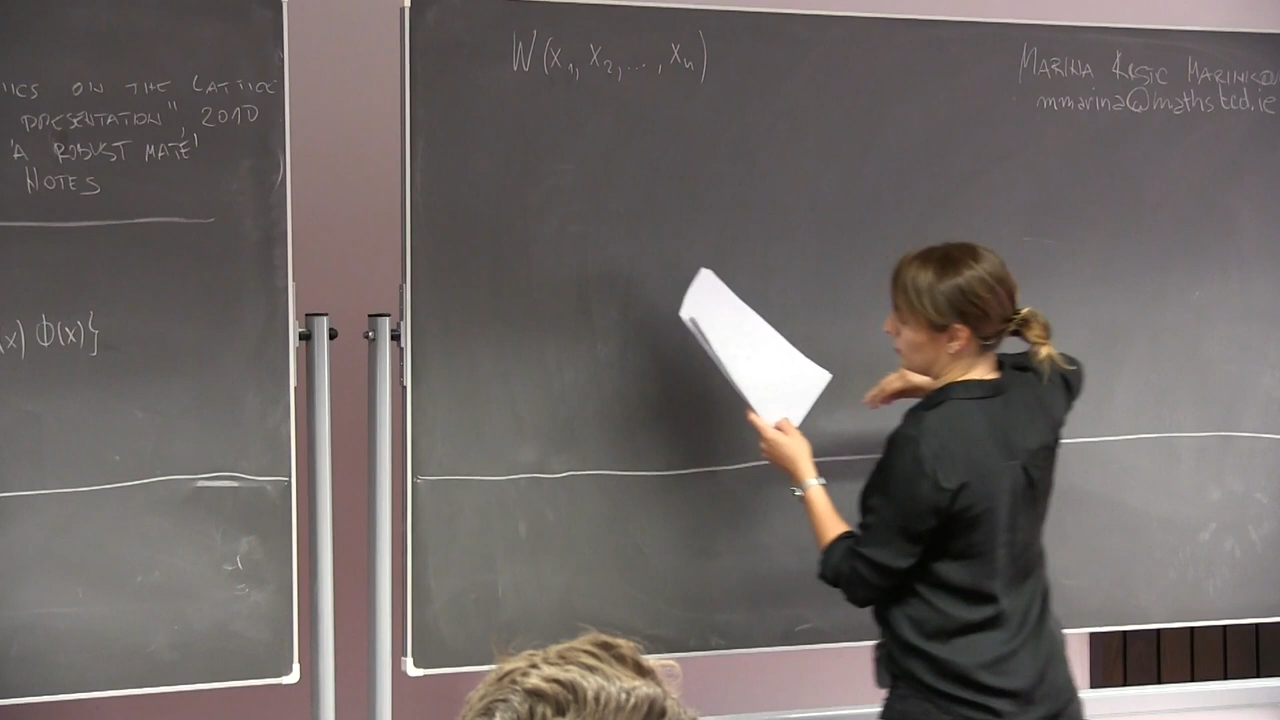 ICS ON THE LATTICE
PRESENTATION", 2010
'A ROBUST MATE'
NOTES
(x) ϕ(x)}
W(x₁, x₂, ..., xₙ)
MARINA KRSTIC MARINKOV
mmarina@maths.tcd.ie